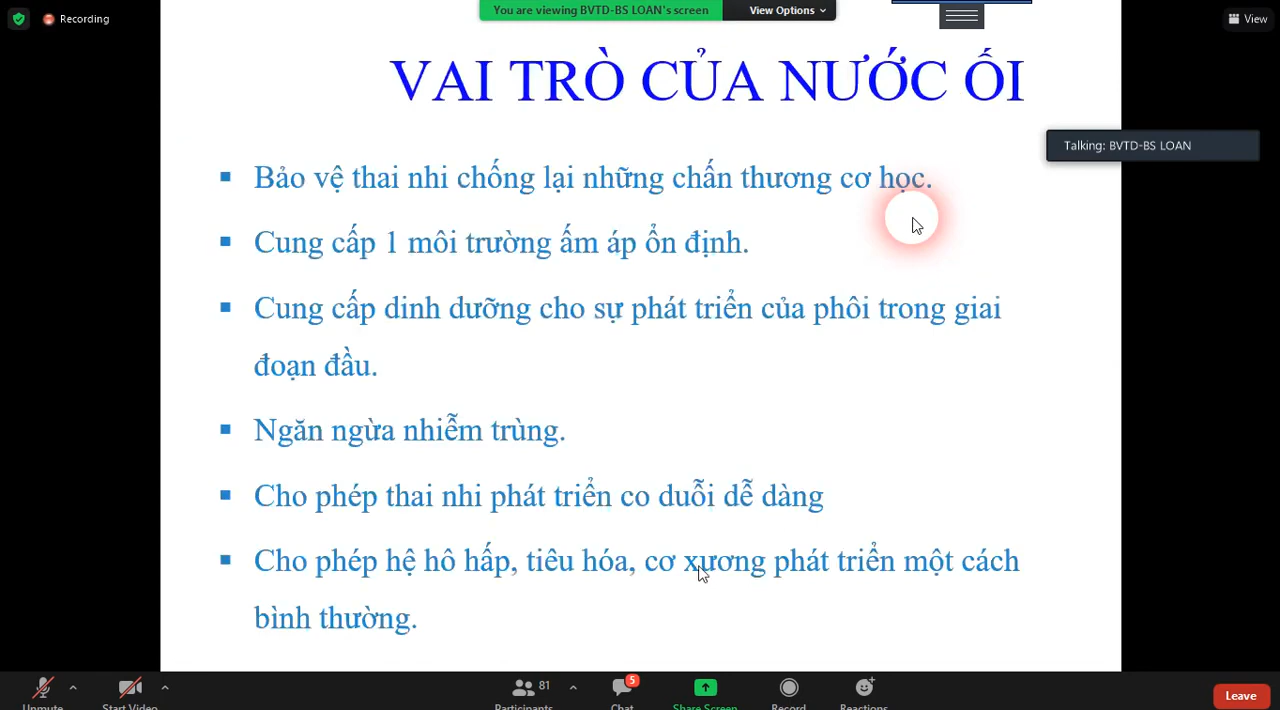 You are viewing BVTD-BS LOAN's screen
View Options
Recording
View
VAI TRÒ CỦA NƯỚC ỐI
Talking: BVTD-BS LOAN
▪ Bảo vệ thai nhi chống lại những chấn thương cơ học.
▪ Cung cấp 1 môi trường ấm áp ổn định.
▪ Cung cấp dinh dưỡng cho sự phát triển của phôi trong giai
đoạn đầu.
▪ Ngăn ngừa nhiễm trùng.
▪ Cho phép thai nhi phát triển co duỗi dễ dàng
▪ Cho phép hệ hô hấp, tiêu hóa, cơ xương phát triển một cách
bình thường.
81
5
Unmute
Start Video
Participants
Chat
Share Screen
Record
Reactions
Leave